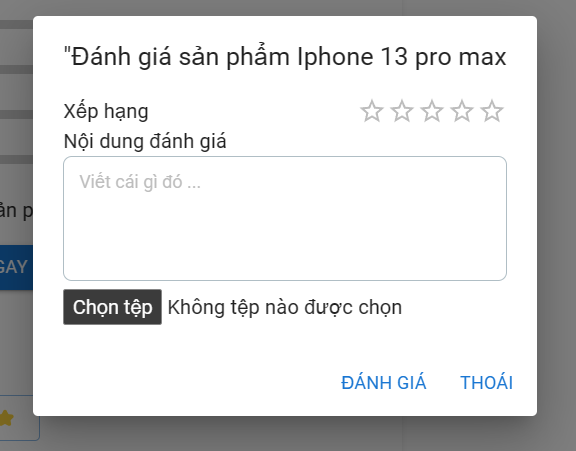 "Đánh giá sản phẩm Iphone 13 pro max
Xếp hạng
Nội dung đánh giá
Viết cái gì đó ...
Chọn tệp Không tệp nào được chọn
ĐÁNH GIÁ THOÁI